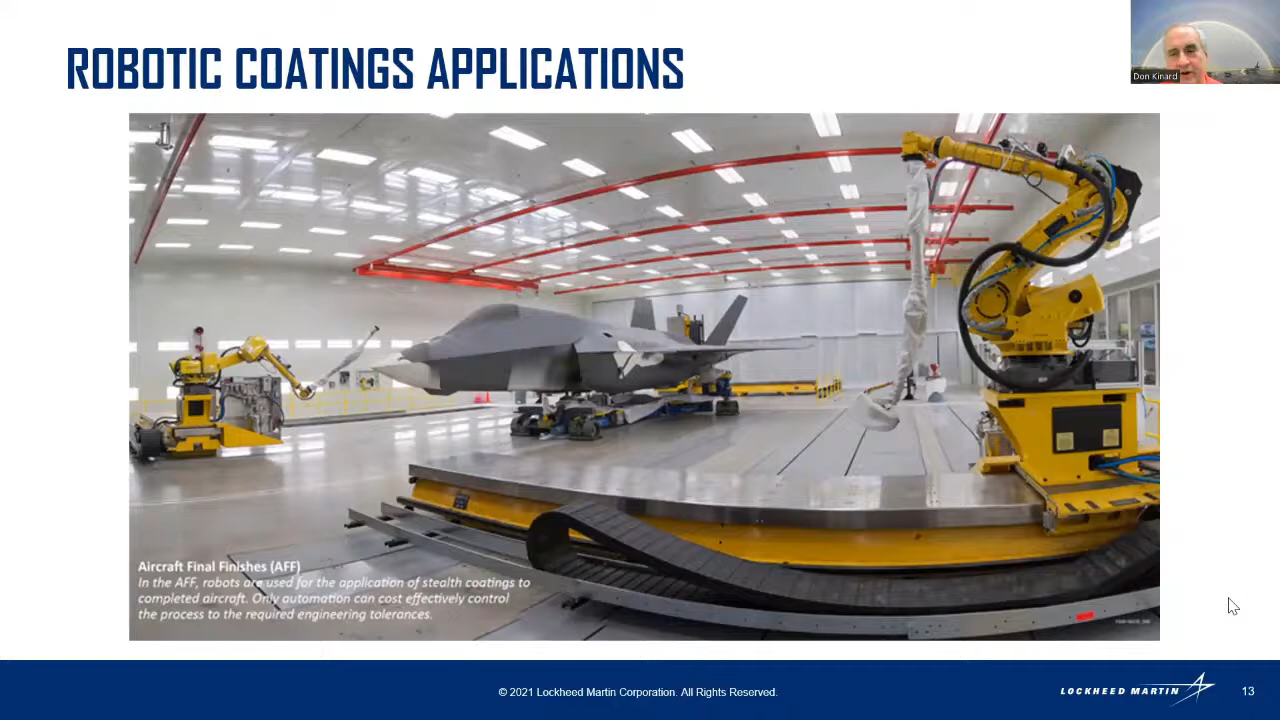 ROBOTIC COATINGS APPLICATIONS
Don Kinard
Aircraft Final Finishes (AFF)
In the AFF, robots are used for the application of stealth coatings to
completed aircraft. Only automation can cost effectively control
the process to the required engineering tolerances.
© 2021 Lockheed Martin Corporation. All Rights Reserved.
LOCKHEED MARTIN
13